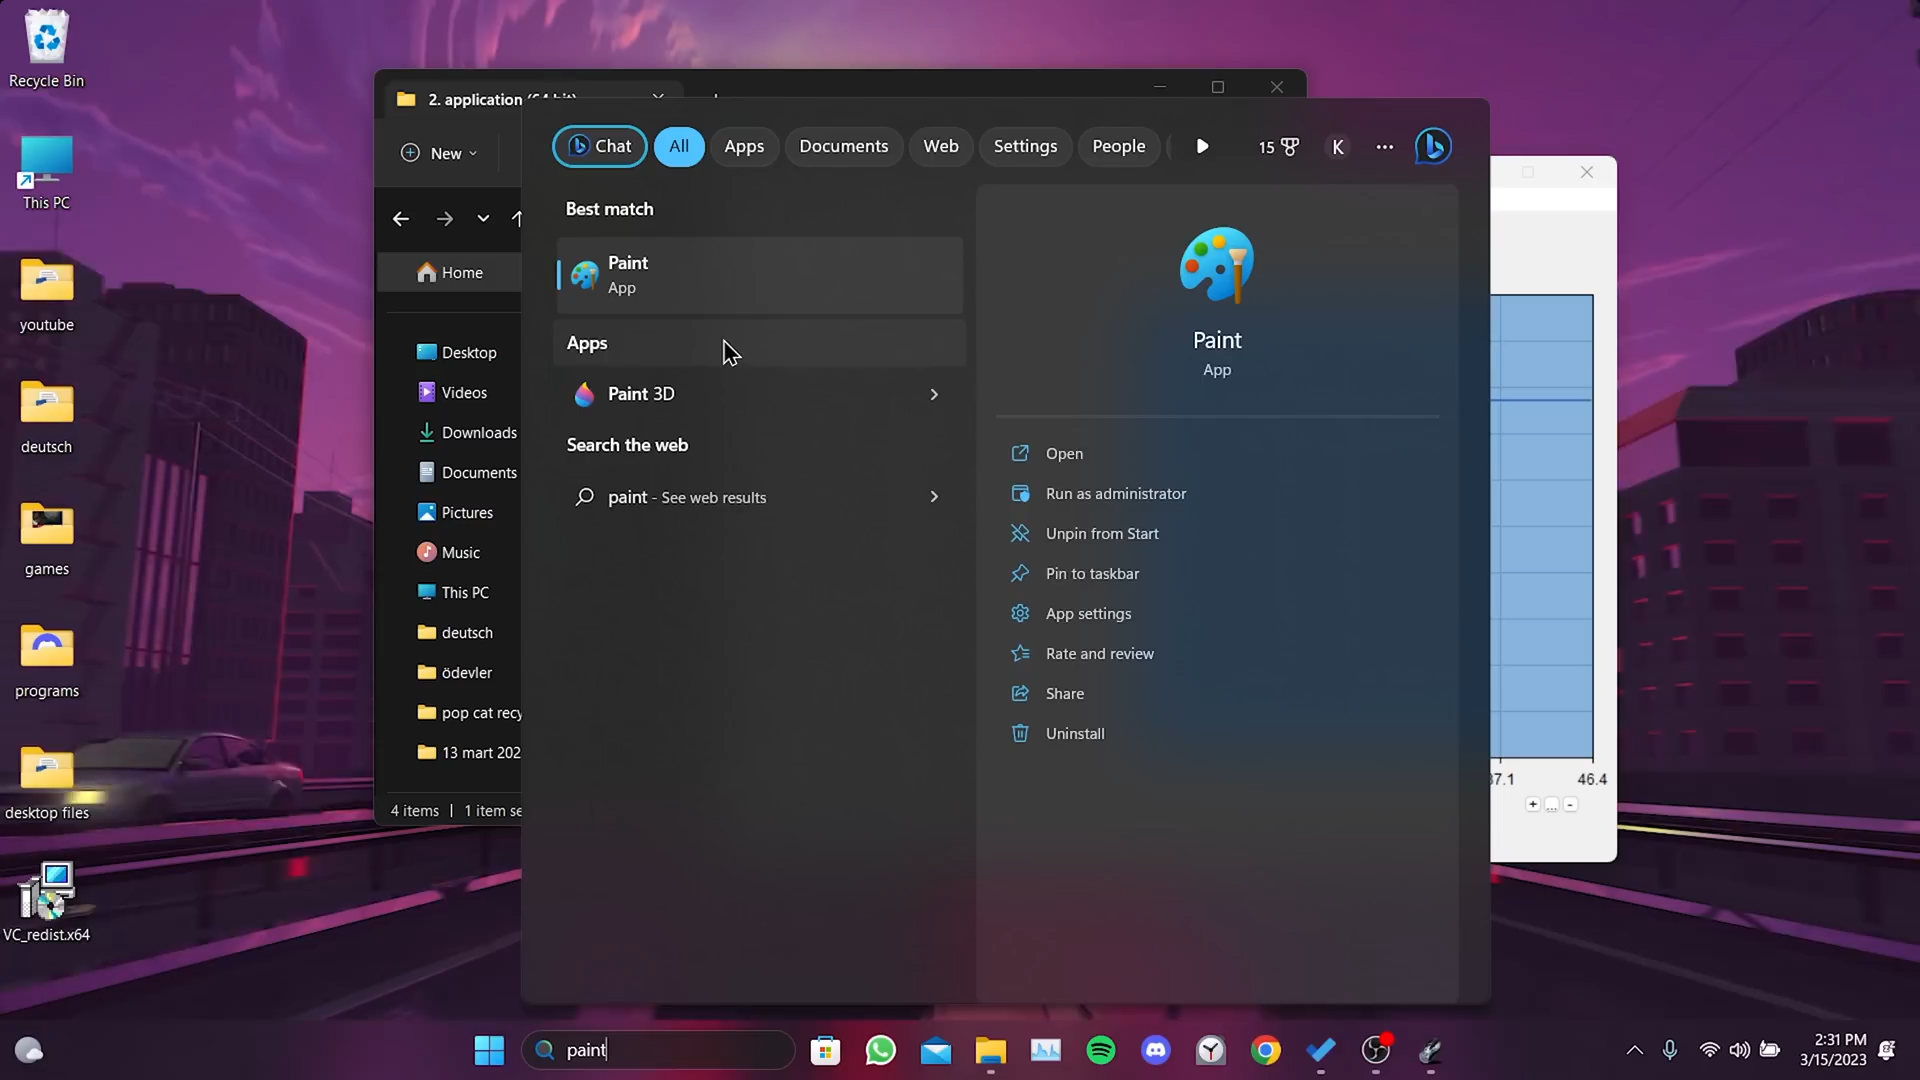 Recycle Bin
This PC
youtube
deutsch
games
programs
desktop files
VC_redist.x64
2. application (64 bit)
New
Home
Desktop
Videos
Downloads
Documents
Pictures
Music
This PC
deutsch
ödevler
pop cat recy
13 mart 202
4 items | 1 item se
Chat
All
Apps
Documents
Web
Settings
People
15
K
Best match
Paint
App
Apps
Paint 3D
Search the web
paint - See web results
Paint
App
Open
Run as administrator
Unpin from Start
Pin to taskbar
App settings
Rate and review
Share
Uninstall
37.1
46.4
+ ... -
paint
2:31 PM
3/15/2023